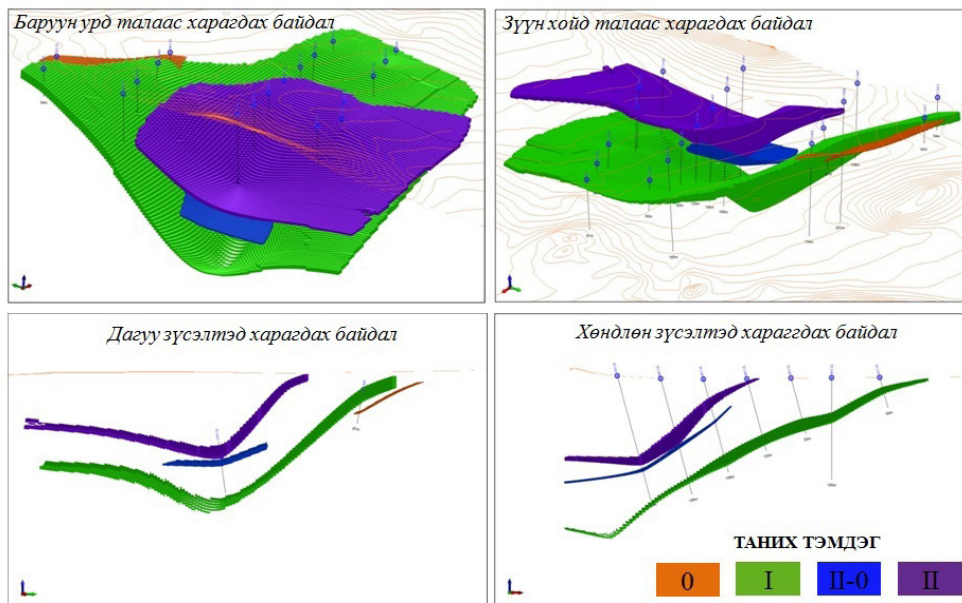 Баруун урд талаас харагдах байдал
Зүүн хойд талаас харагдах байдал
Дагуу зүсэлтэд харагдах байдал
Хөндлөн зүсэлтэд хараггдах байдал
ТАНИХ ТЭМДЭГ
0
I
II-0
II